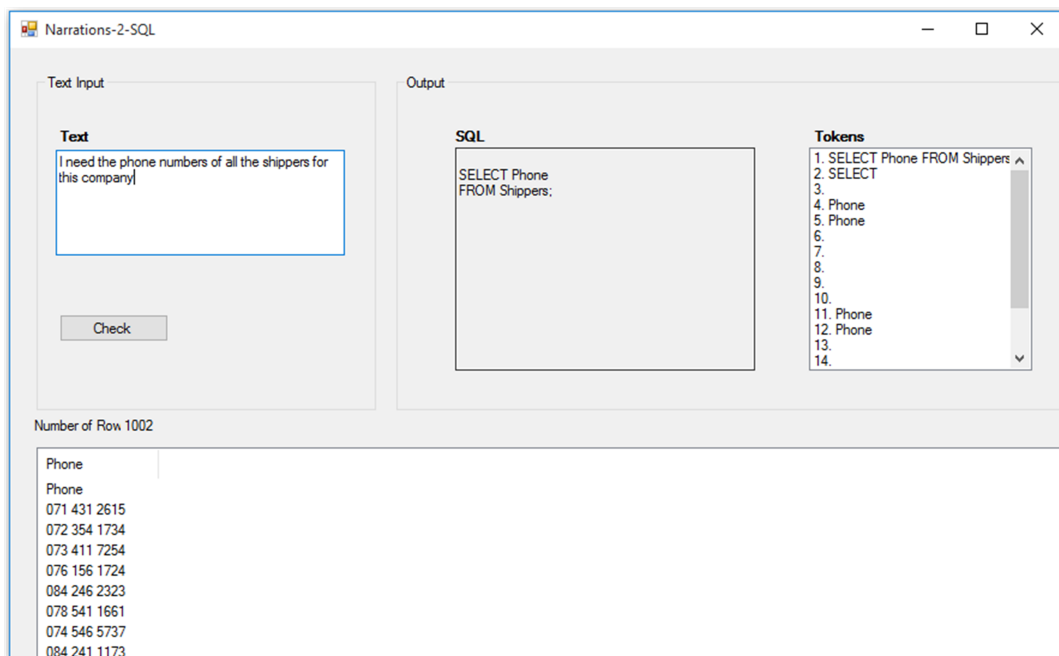 Narrations-2-SQL
Text Input
Text
I need the phone numbers of all the shippers for
this company
Check
Output
SQL
SELECT Phone
FROM Shippers;
Tokens
1. SELECT Phone FROM Shippers
2. SELECT
3.
4. Phone
5. Phone
6.
7.
8.
9.
10.
11. Phone
12. Phone
13.
14.
Number of Row 1002
Phone
Phone
071 431 2615
072 354 1734
073 411 7254
076 156 1724
084 246 2323
078 541 1661
074 546 5737
084 241 1173